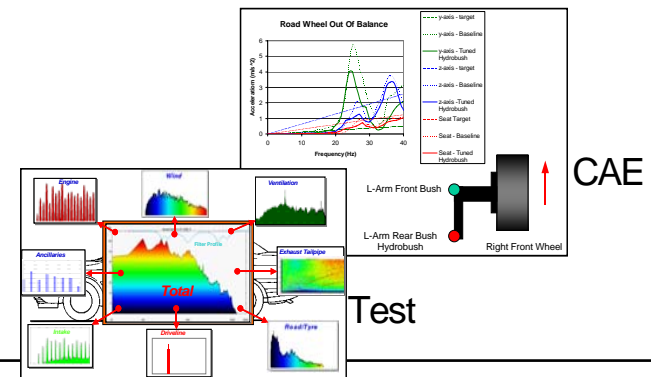 Road Wheel Out Of Balance
Acceleration (m/s^2)
6
5
4
3
2
1
0
0 10 20 30 40
Frequency (Hz)
y-axis - target
y-axis - Baseline
y-axis - Tuned
Hydrobush
z-axis - target
z-axis - Baseline
z-axis -Tuned
Hydrobush
Seat Target
Seat - Baseline
Seat - Tuned
Hydrobush
L-Arm Front Bush
L-Arm Rear Bush
Hydrobush
Right Front Wheel
CAE
Engine
Wind
Ventilation
Ancillaries
Total
Exhaust Tailpipe
Intake
Driveline
Road/Tyre
Test